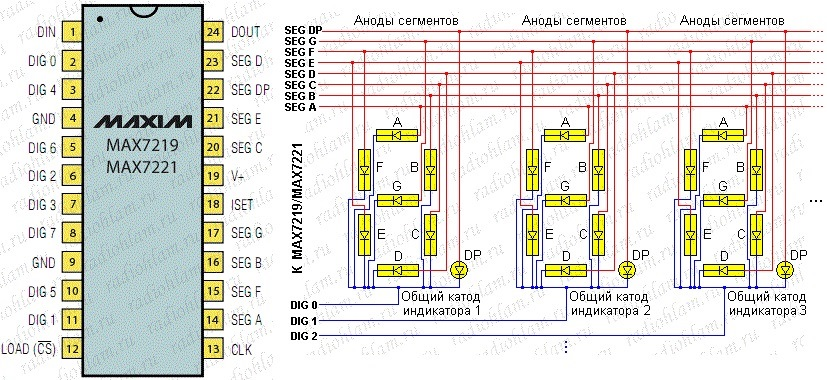 DIN 1 24 DOUT
DIG 0 2 23 SEG D
DIG 4 3 22 SEG DP
GND 4 21 SEG E
DIG 6 5 20 SEG C
DIG 2 6 19 V+
DIG 3 7 18 ISET
DIG 7 8 17 SEG G
GND 9 16 SEG B
DIG 5 10 15 SEG F
DIG 1 11 14 SEG A
LOAD (CS) 12 13 CLK
MAXIM
MAX7219
MAX7221
Аноды сегментов Аноды сегментов Аноды сегментов
SEG DP
SEG G
SEG F
SEG E
SEG D
SEG C
SEG B
SEG A
К MAX7219/MAX7221
A A A
F B F B F B
G G G
E C E C E C
D DP D DP D DP
Общий катод Общий катод Общий катод
индикатора 1 индикатора 2 индикатора 3
DIG 0
DIG 1
DIG 2
radiohlam.ru